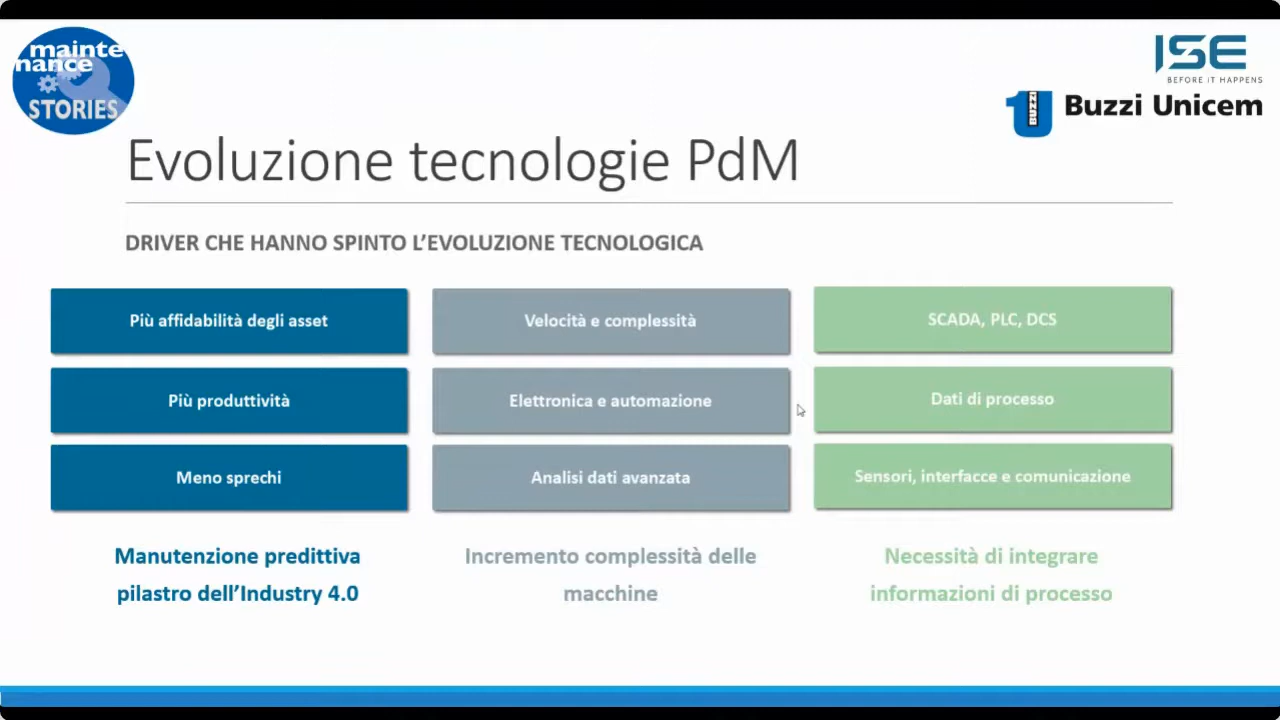 mainte
nance
STORIES
ISE
BEFORE IT HAPPENS
BUZZI
Buzzi Unicem
Evoluzione tecnologie PdM
DRIVER CHE HANNO SPINTO L’EVOLUZIONE TECNOLOGICA
Più affidabilità degli asset
Velocità e complessità
SCADA, PLC, DCS
Più produttività
Elettronica e automazione
Dati di processo
Meno sprechi
Analisi dati avanzata
Sensori, interfacce e comunicazione
Manutenzione predittiva
pilastro dell’Industry 4.0
Incremento complessità delle
macchine
Necessità di integrare
informazioni di processo